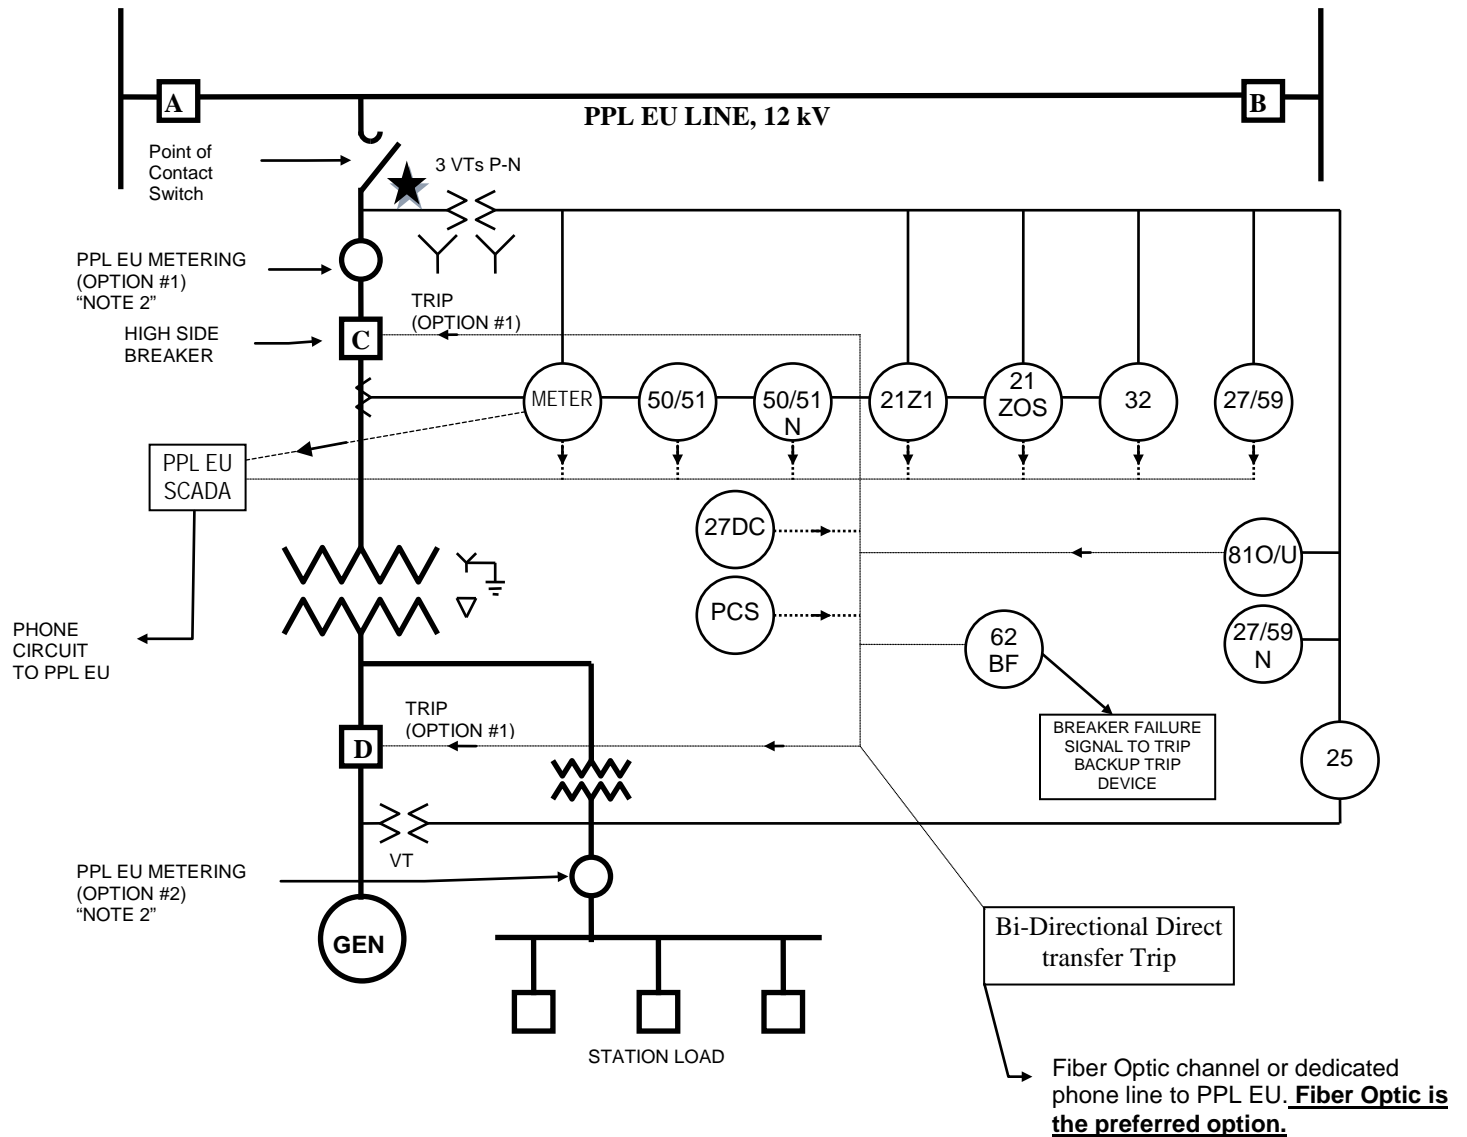 A
B
PPL EU LINE, 12 kV
Point of
Contact
Switch
3 VTs P-N
PPL EU METERING
(OPTION #1)
“NOTE 2”
TRIP
(OPTION #1)
HIGH SIDE
BREAKER
C
METER
50/51
50/51
N
21Z1
21
ZOS
32
27/59
PPL EU
SCADA
27DC
81O/U
PCS
PHONE
CIRCUIT
TO PPL EU
62
BF
27/59
N
TRIP
(OPTION #1)
D
BREAKER FAILURE
SIGNAL TO TRIP
BACKUP TRIP
DEVICE
25
VT
PPL EU METERING
(OPTION #2)
“NOTE 2”
GEN
Bi-Directional Direct
transfer Trip
STATION LOAD
Fiber Optic channel or dedicated
phone line to PPL EU. Fiber Optic is
the preferred option.